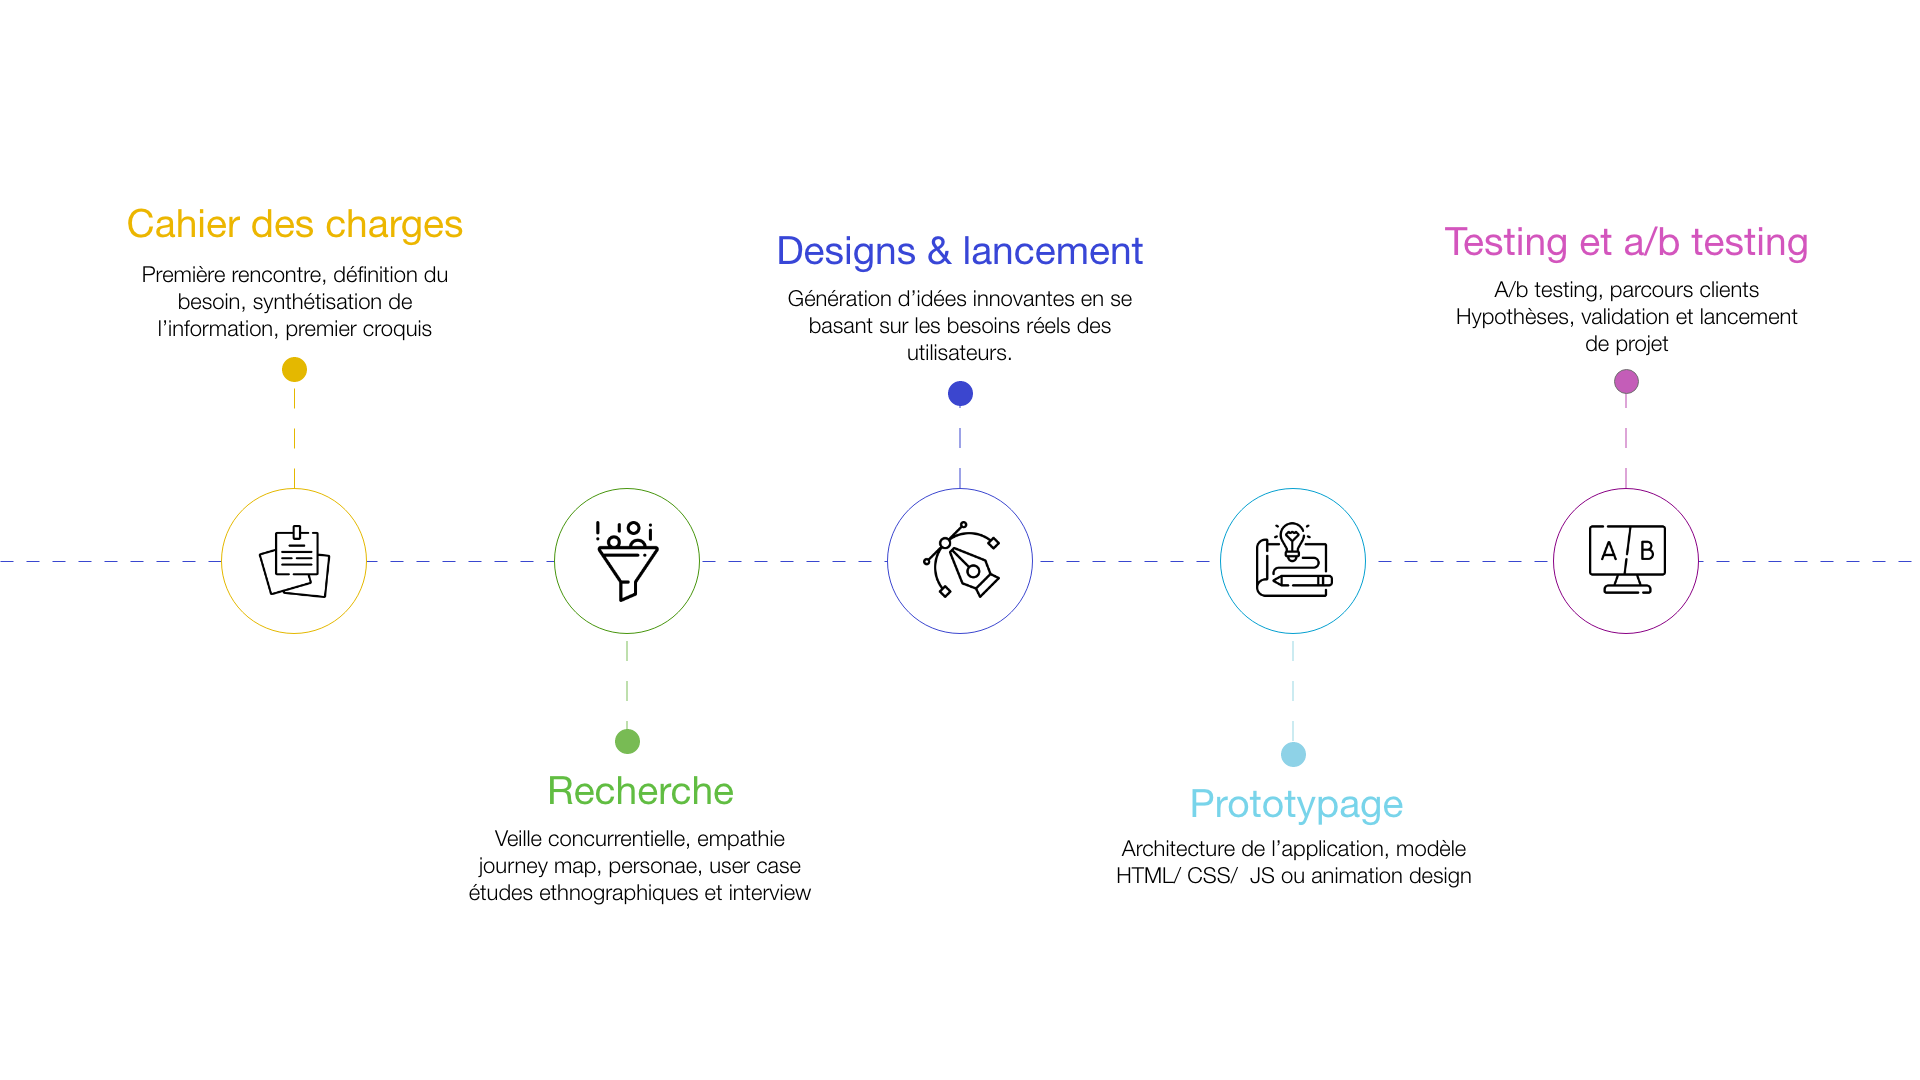 Cahier des charges
Première rencontre, définition du
besoin, synthétisation de
l’information, premier croquis
Recherche
Veille concurrentielle, empathie
journey map, personae, user case
études ethnographiques et interview
Designs & lancement
Génération d’idées innovantes en se
basant sur les besoins réels des
utilisateurs.
Prototypage
Architecture de l’application, modèle
HTML/ CSS/  JS ou animation design
Testing et a/b testing
A/b testing, parcours clients
Hypothèses, validation et lancement
de projet
A B